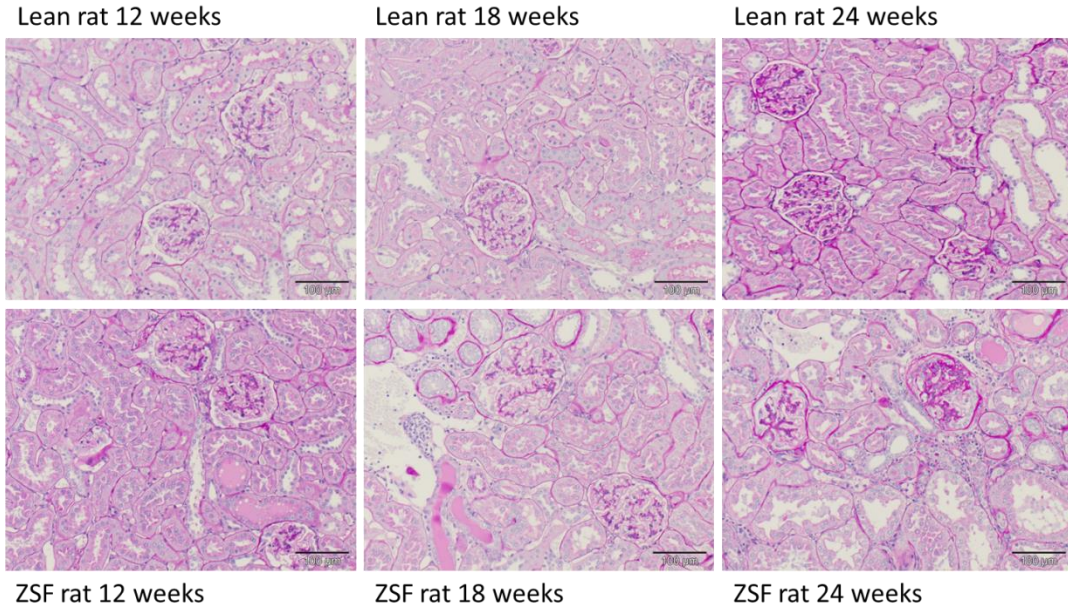 Lean rat 12 weeks
Lean rat 18 weeks
Lean rat 24 weeks
100 µm
100 µm
100 µm
100 µm
100 µm
100 µm
ZSF rat 12 weeks
ZSF rat 18 weeks
ZSF rat 24 weeks